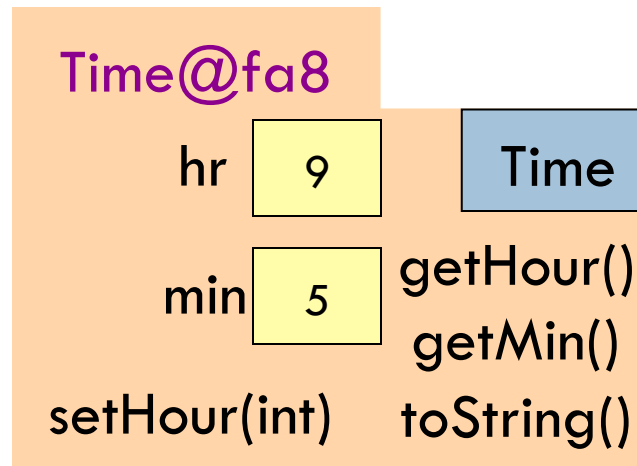 Time@fa8
hr 9 Time
min 5 getHour()
getMin()
setHour(int) toString()